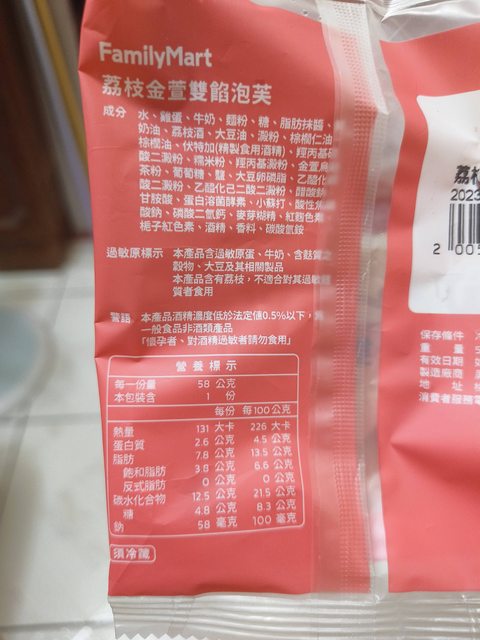 FamilyMart
荔枝金萱雙餡泡芙
成分 水、雞蛋、牛奶、麵粉、糖、脂肪抹醬、
奶油、荔枝酒、大豆油、澱粉、棕櫚仁油、
棕櫚油、伏特加(精製食用酒精)、羥丙基磷
酸二澱粉、糯米粉、羥丙基澱粉、金萱烏
茶粉、葡萄糖、鹽、大豆卵磷脂、乙醯化
酸二澱粉、乙醯化己二酸二澱粉、醋酸鈉
甘胺酸、蛋白溶菌酵素、小蘇打、酸性焦
酸鈉、磷酸二氫鈣、麥芽糊精、紅麴色素
梔子紅色素、酒精、香料、碳酸氫銨
過敏原標示 本產品含過敏原蛋、牛奶、含麩質之
穀物、大豆及其相關製品
本產品含有荔枝，不適合對其過敏
質者食用
警語 本產品酒精濃度低於法定值0.5%以下，
一般食品非酒類產品
「懷孕者、對酒精過敏者請勿食用」
營養標示
每一份量 58 公克
本包裝含 1 份
每份 每100公克
熱量 131 大卡 226 大卡
蛋白質 2.6 公克 4.5 公克
脂肪 7.8 公克 13.5 公克
飽和脂肪 3.8 公克 6.6 公克
反式脂肪 0 公克 0 公克
碳水化合物 12.5 公克 21.5 公克
糖 4.8 公克 8.3 公克
鈉 58 毫克 100 毫克
須冷藏
荔枝
2023
2 005
保存條件
重量 5
有效日期
製造廠商
地址
消費者服務電